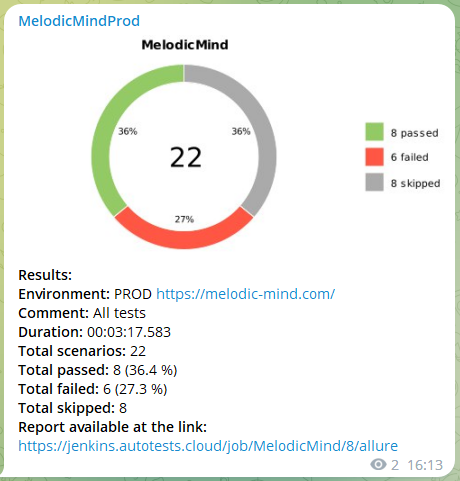 MelodicMindProd
MelodicMind
36%
36%
22
27%
8 passed
6 failed
8 skipped
Results:
Environment: PROD https://melodic-mind.com/
Comment: All tests
Duration: 00:03:17.583
Total scenarios: 22
Total passed: 8 (36.4 %)
Total failed: 6 (27.3 %)
Total skipped: 8
Report available at the link:
https://jenkins.autotests.cloud/job/MelodicMind/8/allure
2 16:13